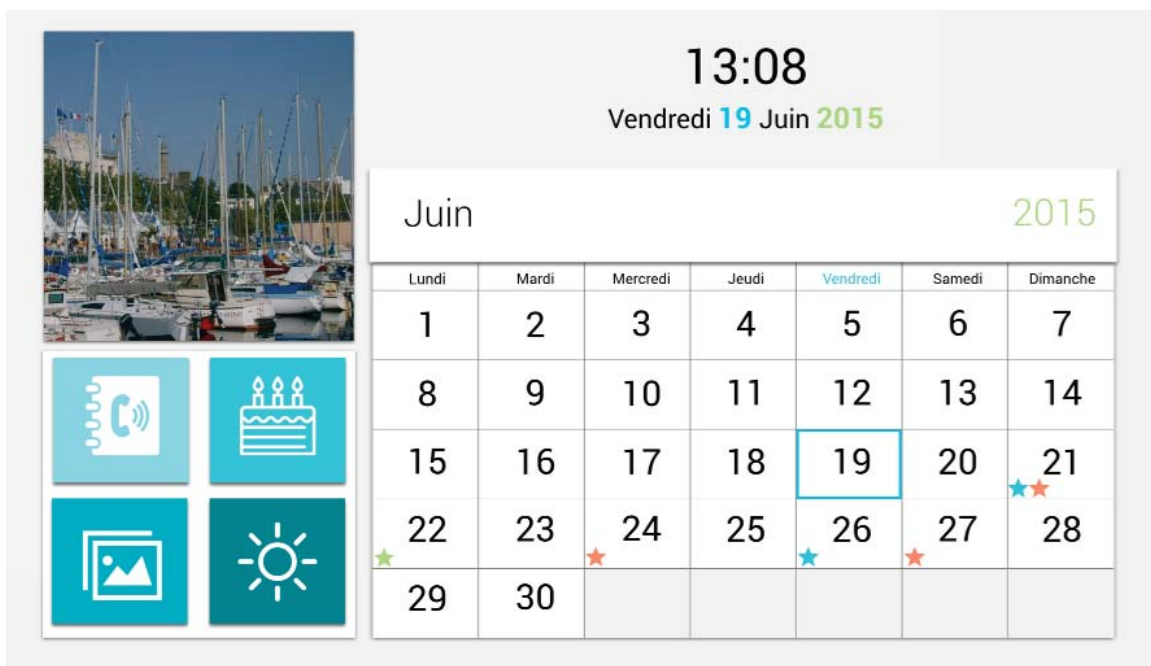 13:08
Vendredi 19 Juin 2015
Juin 2015
Lundi Mardi Mercredi Jeudi Vendredi Samedi Dimanche
1 2 3 4 5 6 7
8 9 10 11 12 13 14
15 16 17 18 19 20 21
22 23 24 25 26 27 28
29 30